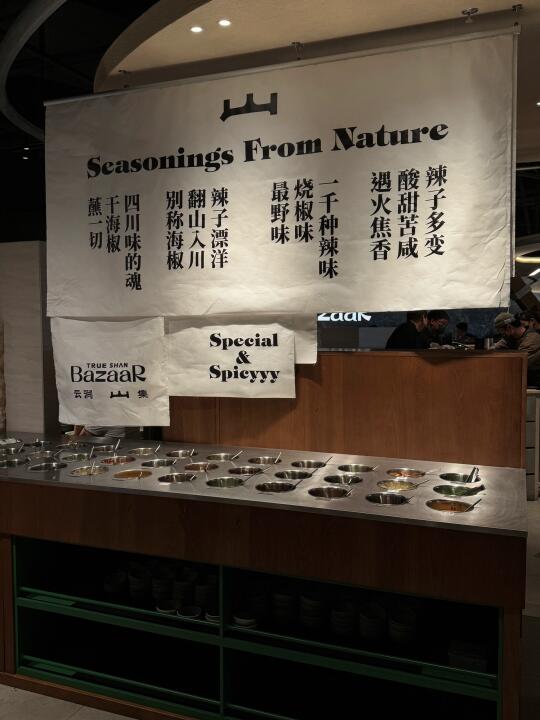 山
Seasonings From Nature
辣子多变
酸甜苦咸
遇火焦香
一千种辣味
烧椒味
最野味
辣子漂洋
翻山入川
别称海椒
四川味的魂
干海椒
蘸一切
zaaR
TRUE SHAN
BazaaR
山 集
Special
&
Spicyyy